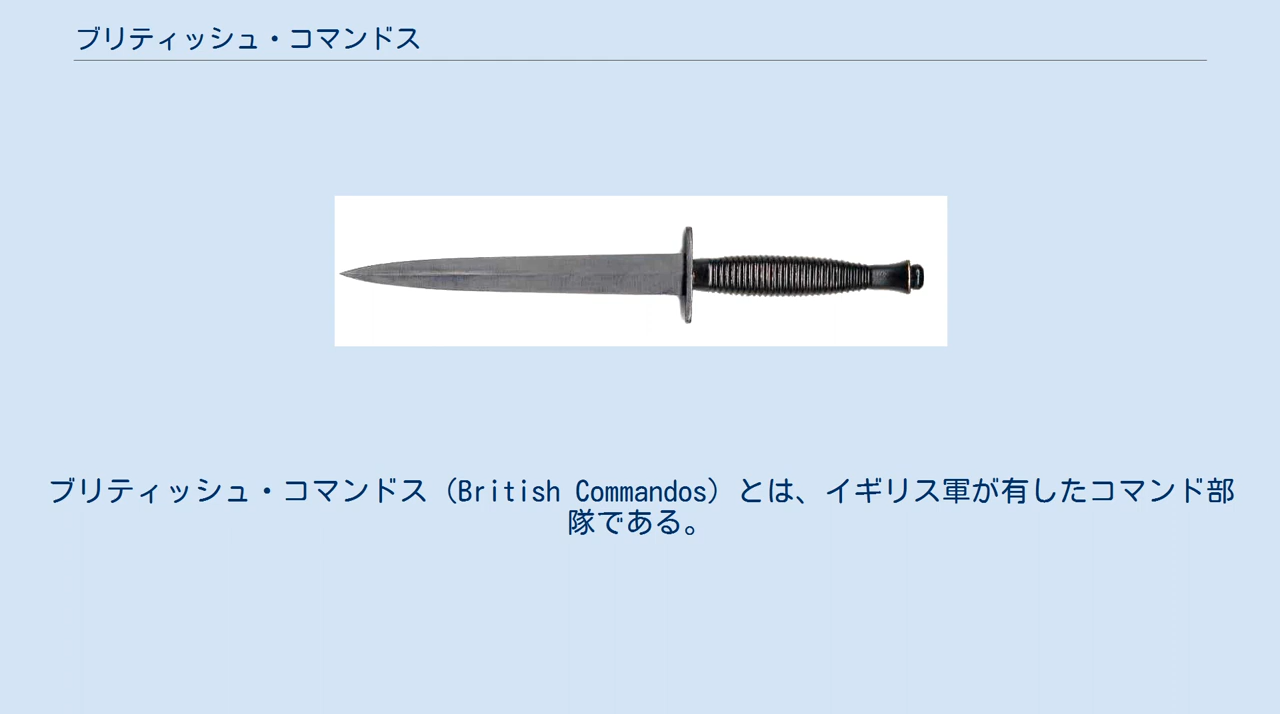 ブリティッシュ・コマンドス
ブリティッシュ・コマンドス（British Commandos）とは、イギリス軍が有したコマンド部
隊である。